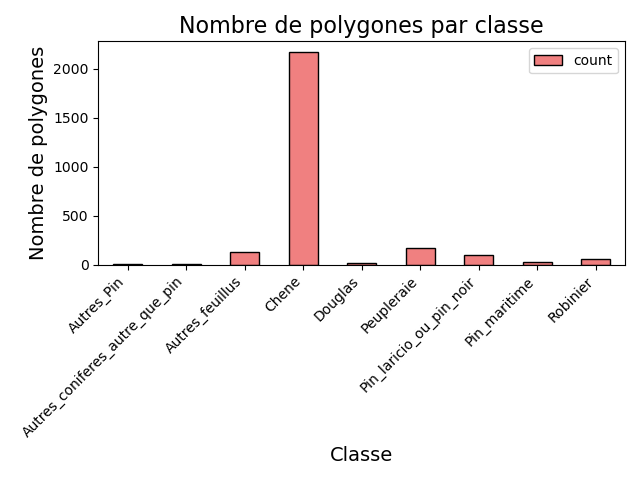 Nombre de polygones par classe
Nombre de polygones
2000
1500
1000
500
0
count
Autres_Pin
Autres_coniferes_autre_que_pin
Autres_feuillus
Chene
Douglas
Peupleraie
Pin_laricio_ou_pin_noir
Pin_maritime
Robinier
Classe